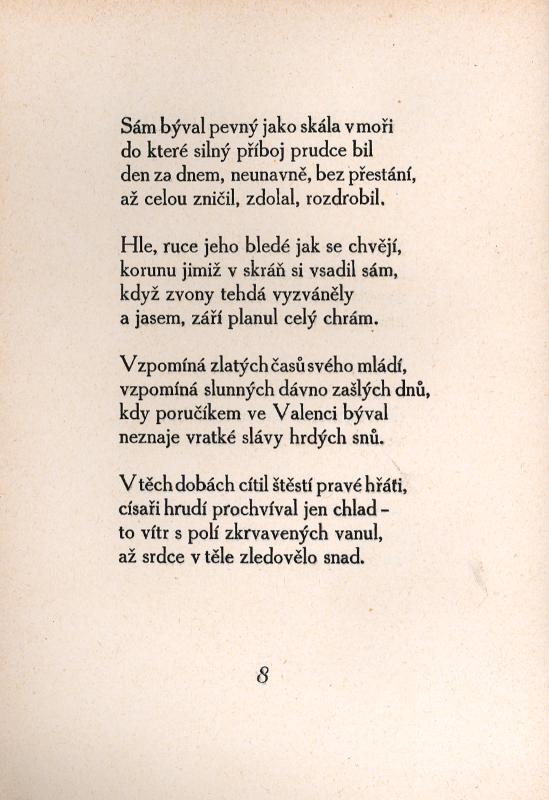 Sám býval pevný jako skála v moři
do které silný příboj prudce bil
den za dnem, neunavně, bez přestání,
až celou zničil, zdolal, rozdrobil.
Hle, ruce jeho bledé jak se chvějí,
korunu jimiž v skráň si vsadil sám,
když zvony tehdá vyzváněly
a jasem, září planul celý chrám.
Vzpomíná zlatých časů svého mládí,
vzpomíná slunných dávno zašlých dnů,
kdy poručíkem ve Valenci býval
neznaje vratké slávy hrdých snů.
V těch dobách cítil štěstí pravé hřáti,
císaři hrudí prochvíval jen chlad –
to vítr s polí zkrvavených vanul,
až srdce v těle zledovělo snad.
8